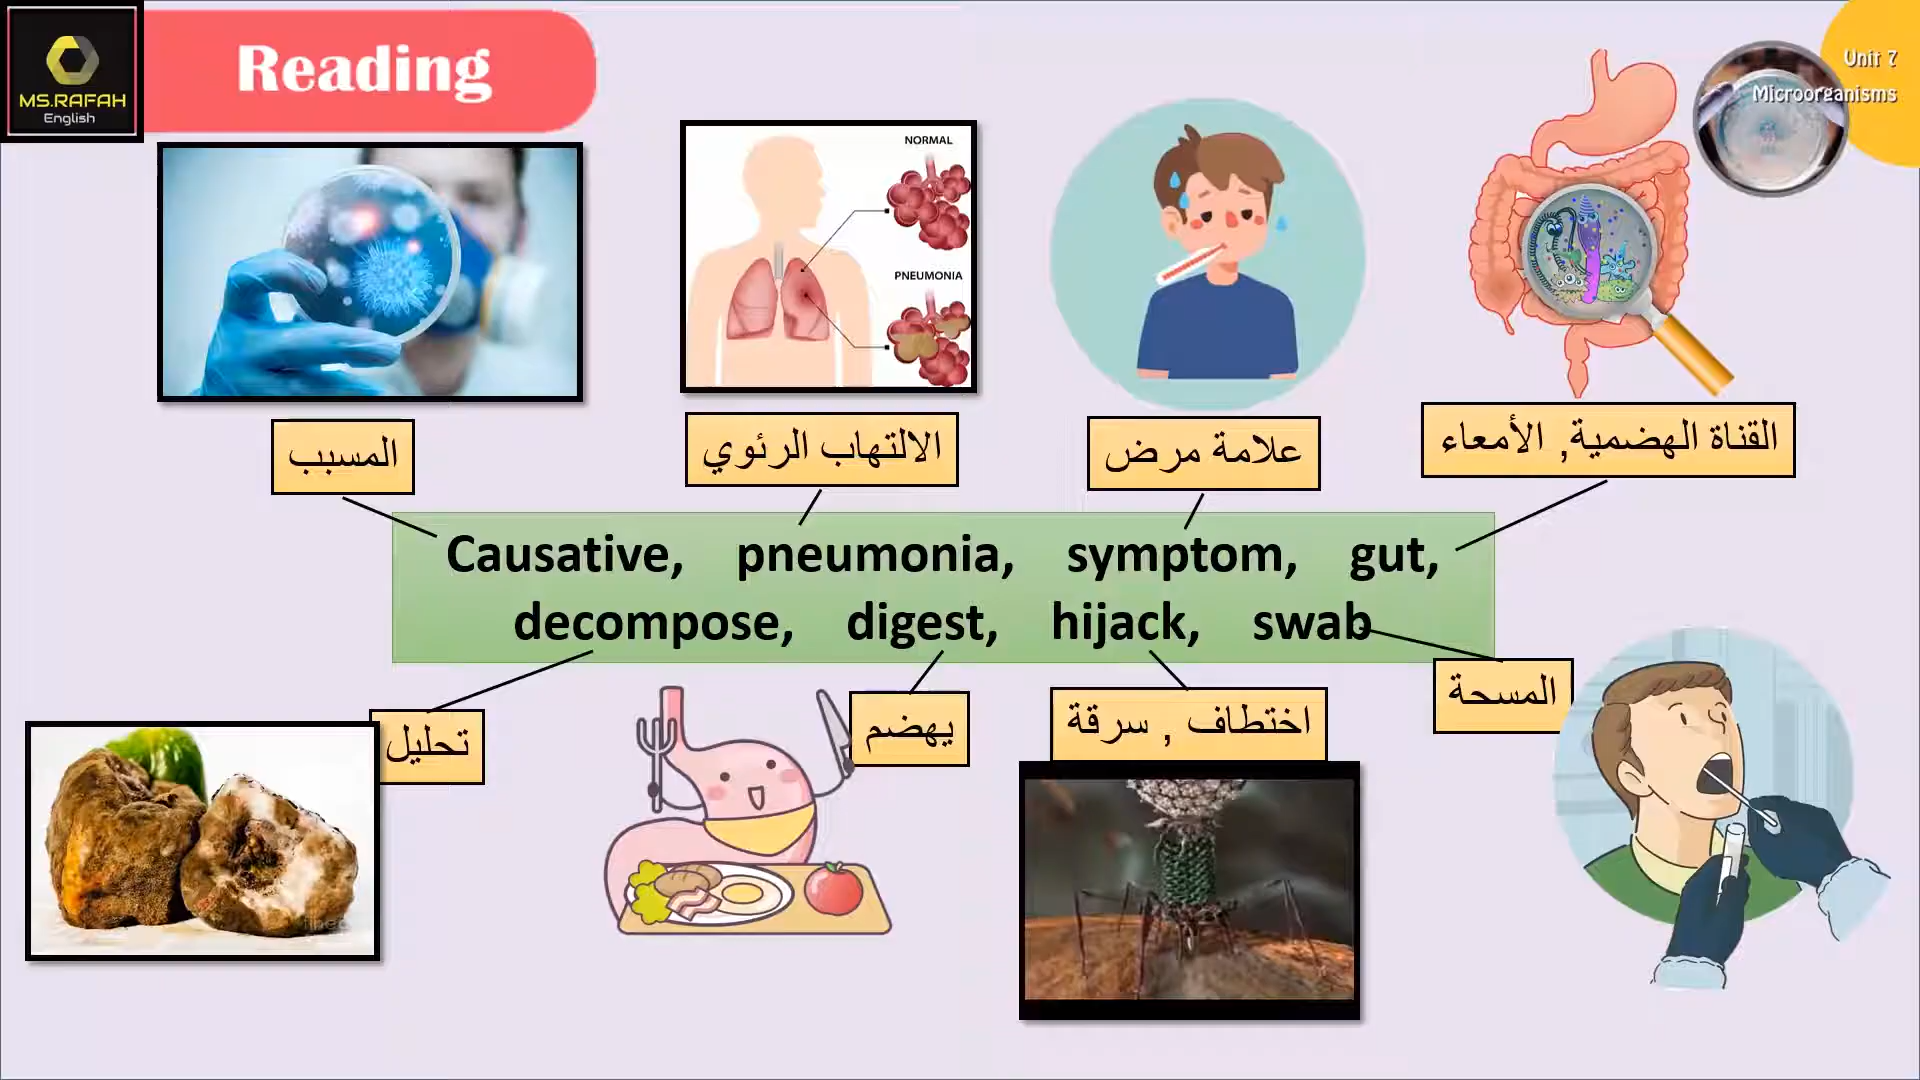 MS.RAFAH
English
Reading
Unit 7
Microorganisms
NORMAL
PNEUMONIA
المسبب
الالتهاب الرئوي
علامة مرض
القناة الهضمية, الأمعاء
Causative, pneumonia, symptom, gut,
decompose, digest, hijack, swab
تحليل
يهضم
اختطاف , سرقة
المسحة